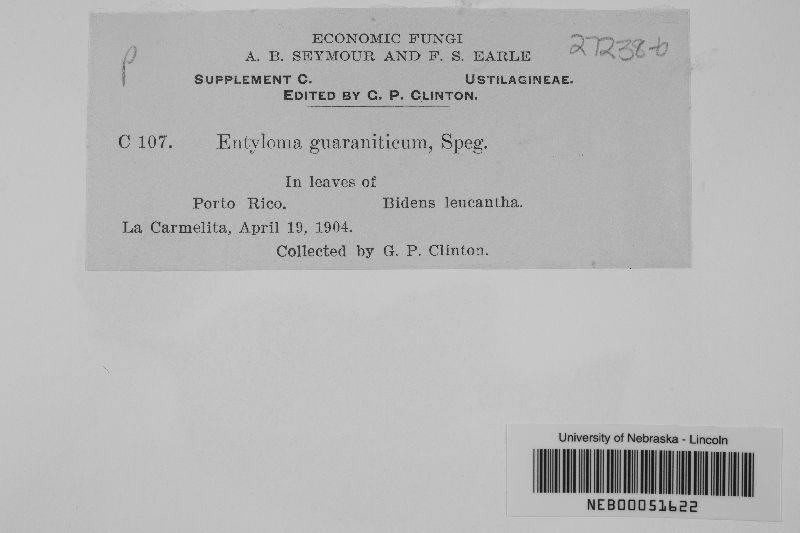 P
ECONOMIC FUNGI
27238-b
A. B. SEYMOUR AND F. S. EARLE
SUPPLEMENT C. USTILAGINEAE.
EDITED BY G. P. CLINTON.
C 107. Entyloma guaraniticum, Speg.
In leaves of
Porto Rico. Bidens leucantha.
La Carmelita, April 19, 1904.
Collected by G. P. Clinton.
University of Nebraska - Lincoln
NEB00051622